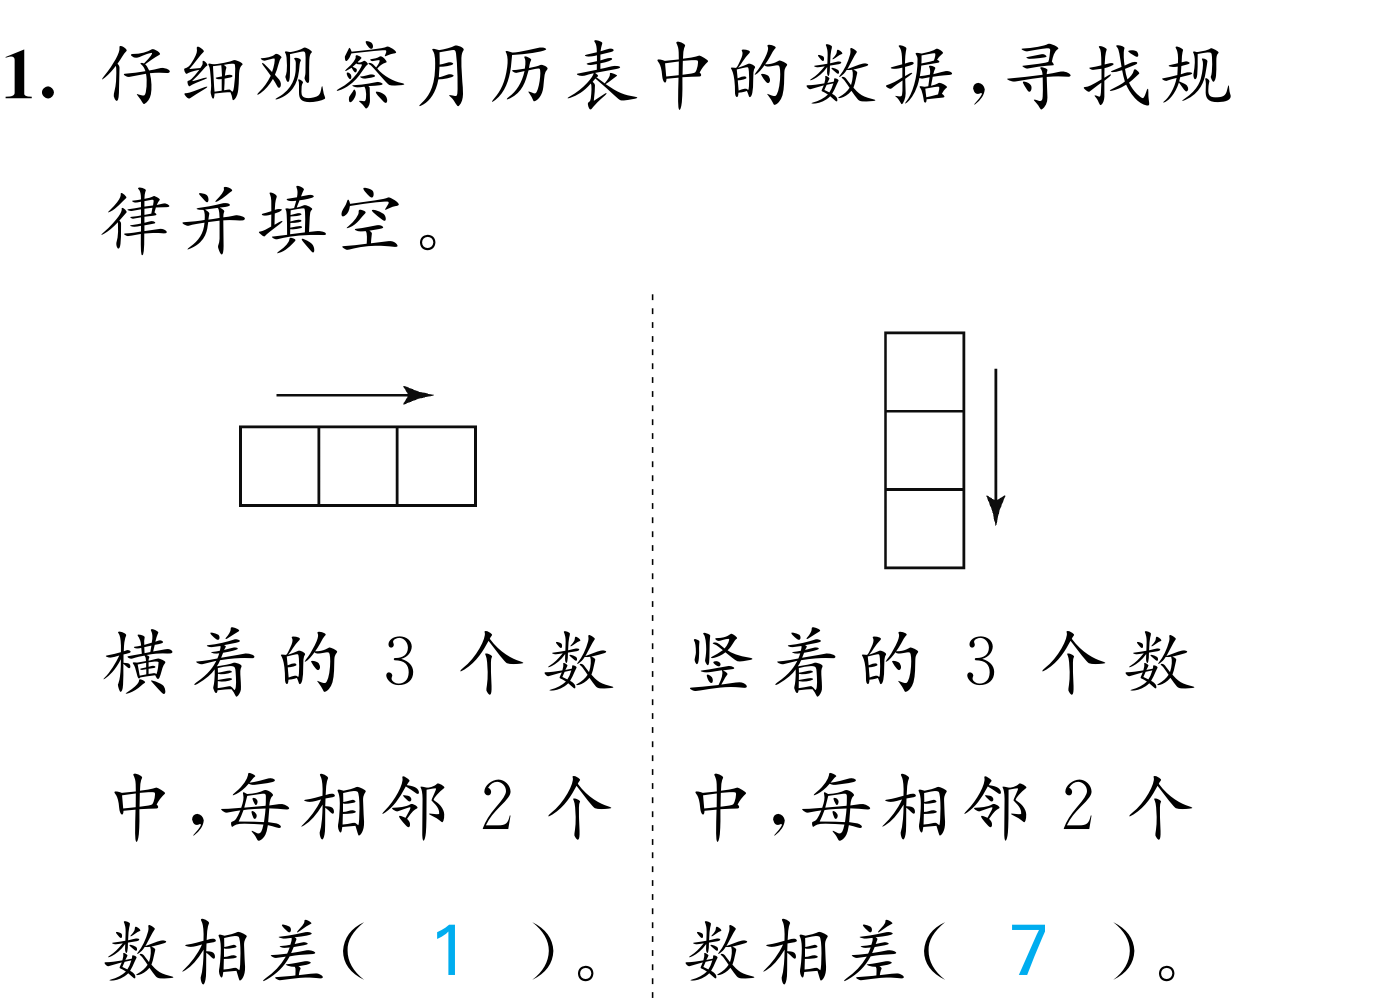 1. 仔细观察月历表中的数据,寻找规
律并填空。
横着的 3 个数
中,每相邻 2 个
数相差( 1 )。
竖着的 3 个数
中,每相邻 2 个
数相差( 7 )。